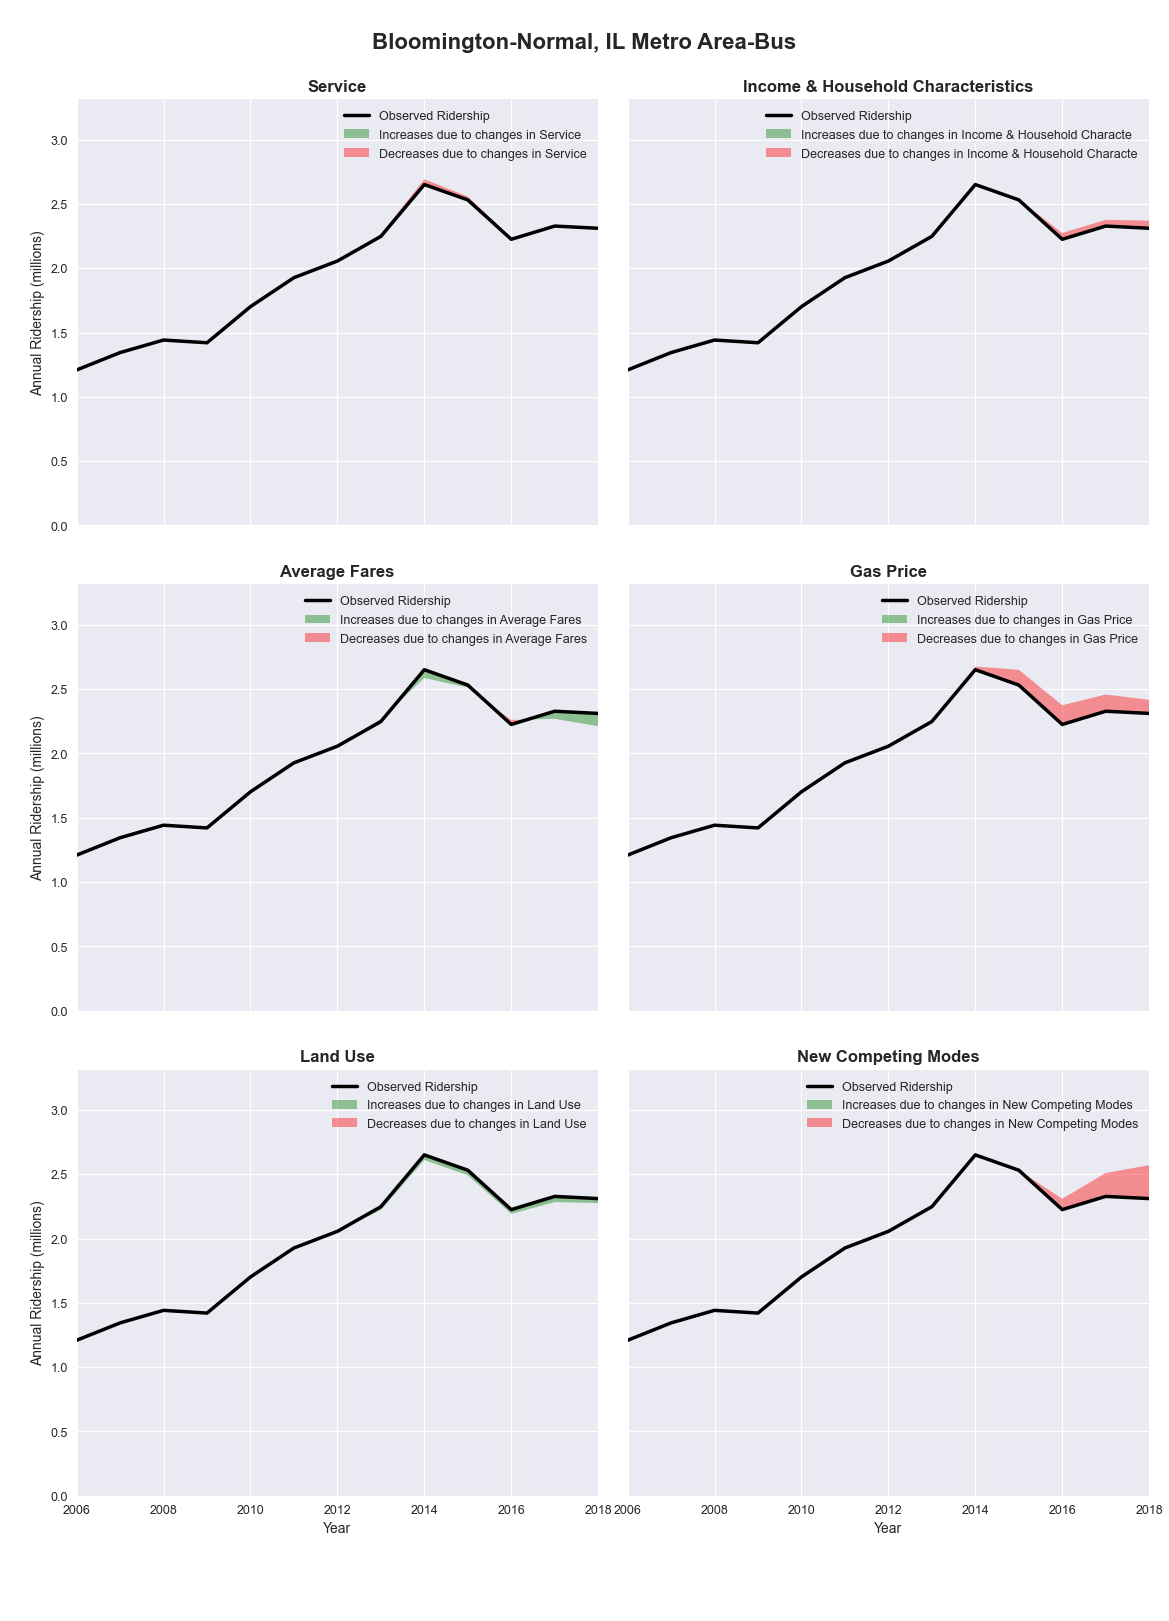 Bloomington-Normal, IL Metro Area-Bus
Service
Observed Ridership
Increases due to changes in Service
Decreases due to changes in Service
Annual Ridership (millions)
3.0
2.5
2.0
1.5
1.0
0.5
0.0
Income & Household Characteristics
Observed Ridership
Increases due to changes in Income & Household Characte
Decreases due to changes in Income & Household Characte
Average Fares
Observed Ridership
Increases due to changes in Average Fares
Decreases due to changes in Average Fares
Annual Ridership (millions)
3.0
2.5
2.0
1.5
1.0
0.5
0.0
Gas Price
Observed Ridership
Increases due to changes in Gas Price
Decreases due to changes in Gas Price
Land Use
Observed Ridership
Increases due to changes in Land Use
Decreases due to changes in Land Use
Annual Ridership (millions)
3.0
2.5
2.0
1.5
1.0
0.5
0.0
2006 2008 2010 2012 2014 2016 2018
Year
New Competing Modes
Observed Ridership
Increases due to changes in New Competing Modes
Decreases due to changes in New Competing Modes
2006 2008 2010 2012 2014 2016 2018
Year